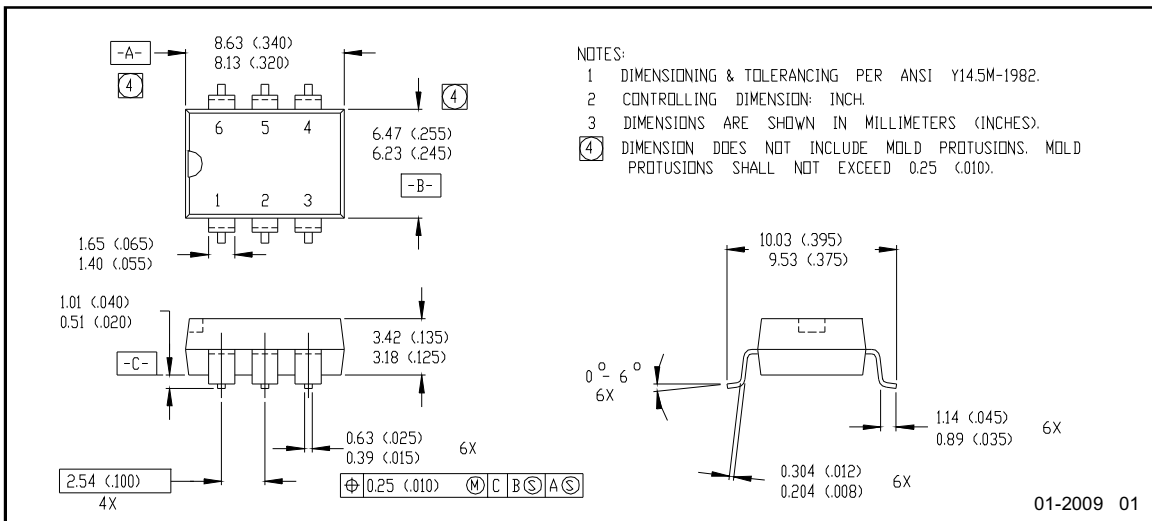 -A-
8.63 (.340)
8.13 (.320)
4
4
6 5 4
1 2 3
6.47 (.255)
6.23 (.245)
-B-
1.65 (.065)
1.40 (.055)
NOTES:
1 DIMENSIONING & TOLERANCING PER ANSI Y14.5M-1982.
2 CONTROLLING DIMENSION: INCH.
3 DIMENSIONS ARE SHOWN IN MILLIMETERS (INCHES).
4 DIMENSION DOES NOT INCLUDE MOLD PROTUSIONS. MOLD
PROTUSIONS SHALL NOT EXCEED 0.25 (.010).
1.01 (.040)
0.51 (.020)
-C-
3.42 (.135)
3.18 (.125)
0.63 (.025)
0.39 (.015)
6X
2.54 (.100)
4X
⌖ 0.25 (.010) Ⓜ C BⓈ AⓈ
10.03 (.395)
9.53 (.375)
0° - 6°
6X
1.14 (.045)
0.89 (.035)
6X
0.304 (.012)
0.204 (.008)
6X
01-2009 01